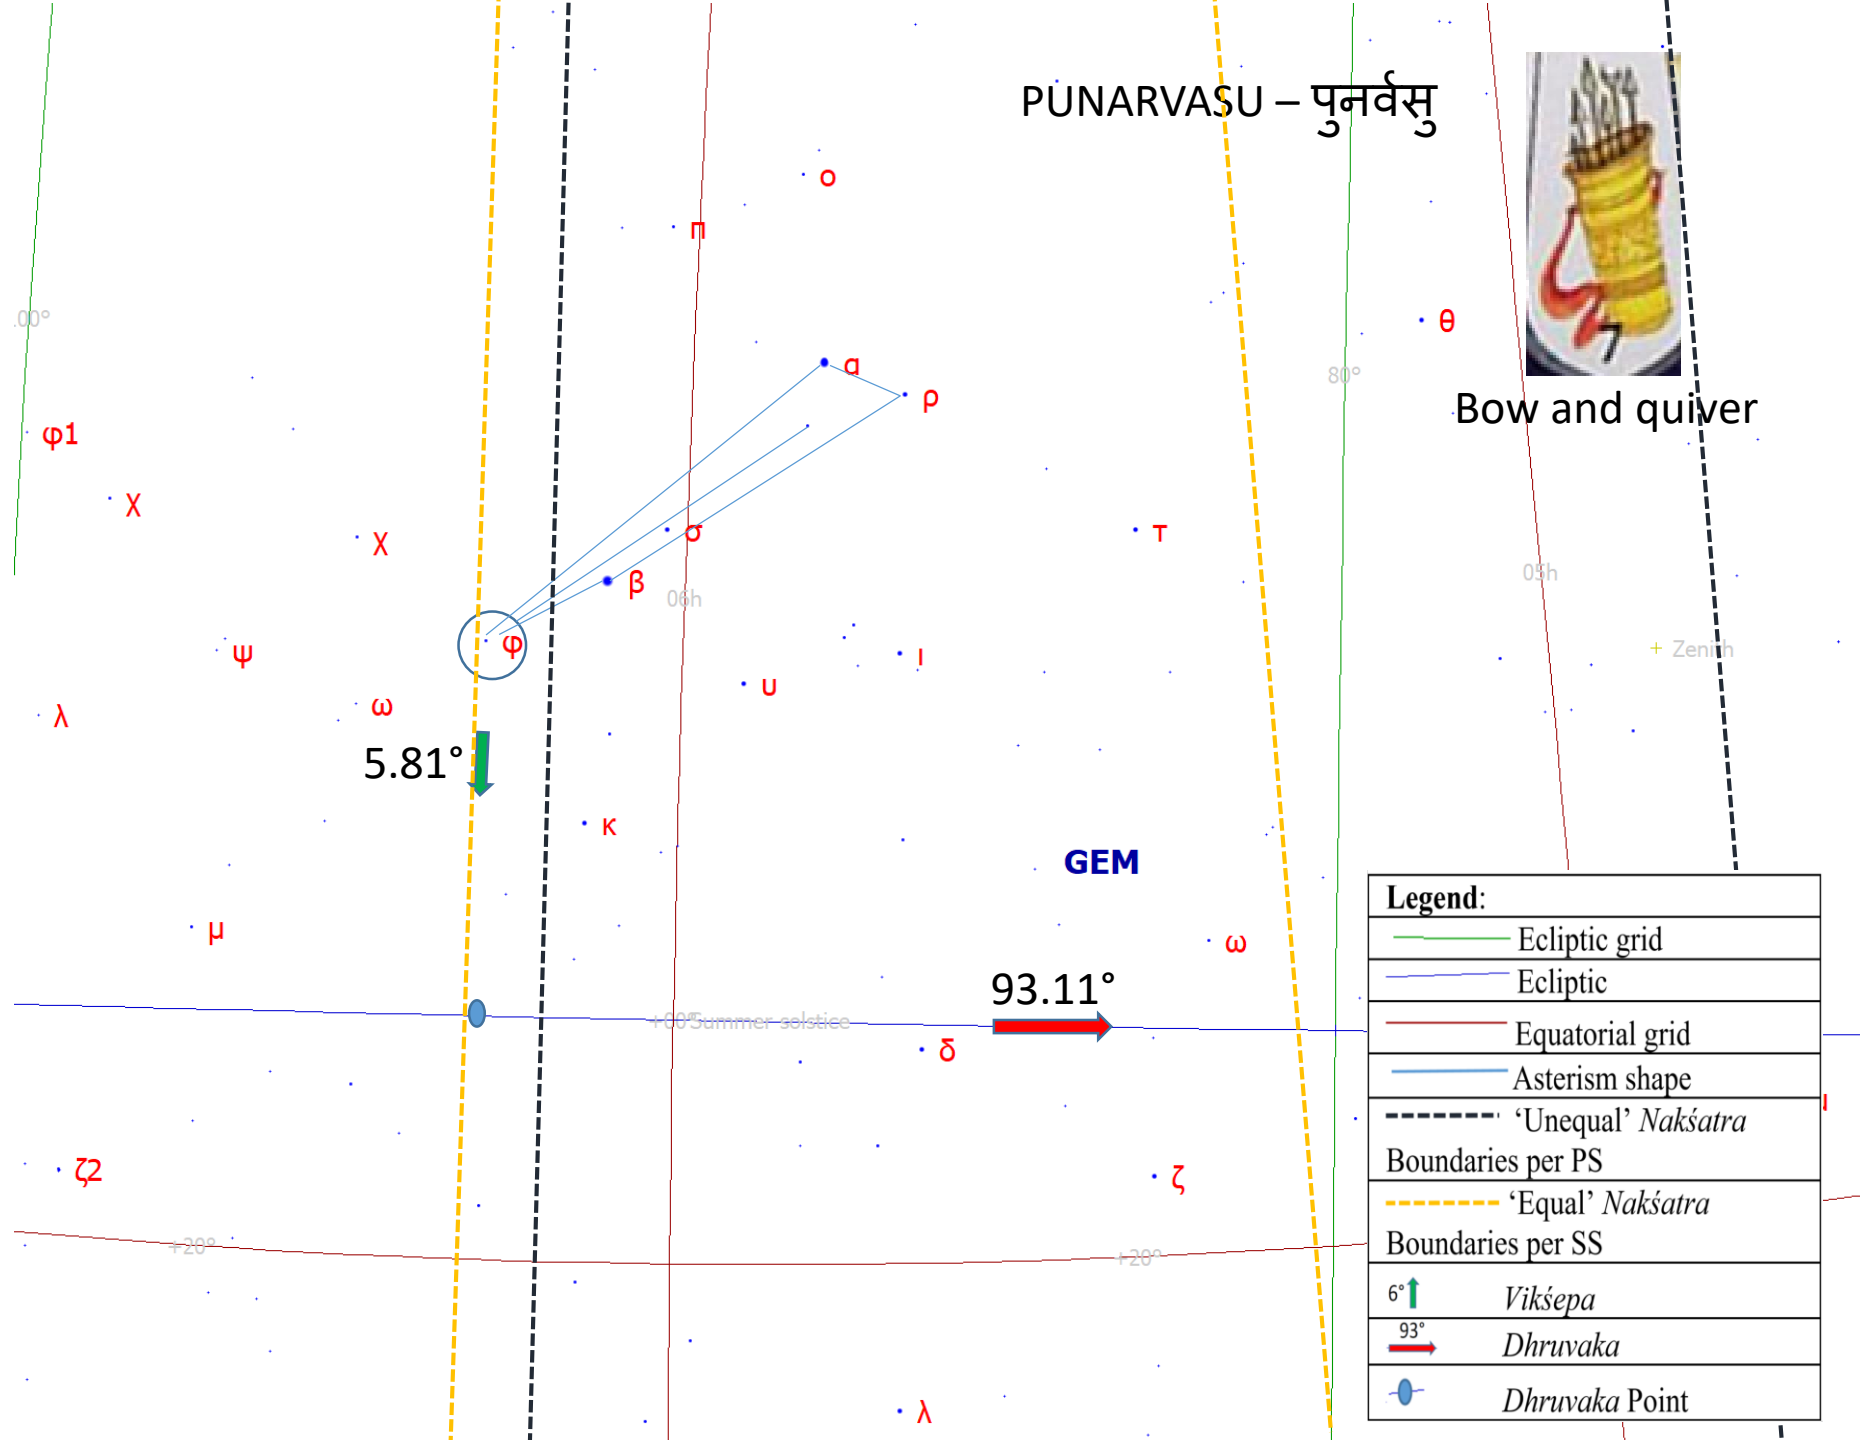 PUNARVASU – पुनर्वसु
ο
π
.00°
θ
α
80°
ρ
Bow and quiver
φ1
χ
χ
σ
τ
05h
β
06h
φ
ψ
ι
Zenith
υ
ω
λ
5.81°
κ
GEM
μ
ω
93.11°
+00°Summer solstice
δ
ζ2
ζ
+20°
+20°
λ
Legend:
Ecliptic grid
Ecliptic
Equatorial grid
Asterism shape
‘Unequal’ Nakśatra
Boundaries per PS
‘Equal’ Nakśatra
Boundaries per SS
6° Vikśepa
93° Dhruvaka
Dhruvaka Point